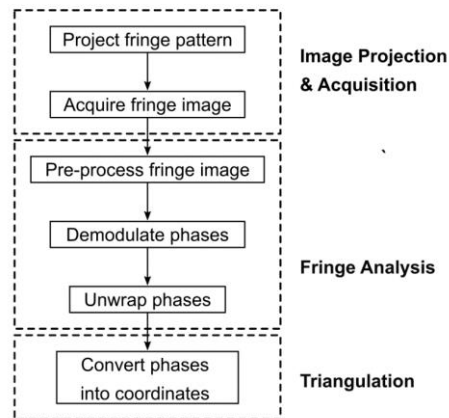 Project fringe pattern
Image Projection
& Acquisition
Acquire fringe image
Pre-process fringe image
Demodulate phases
Fringe Analysis
Unwrap phases
Convert phases
into coordinates
Triangulation